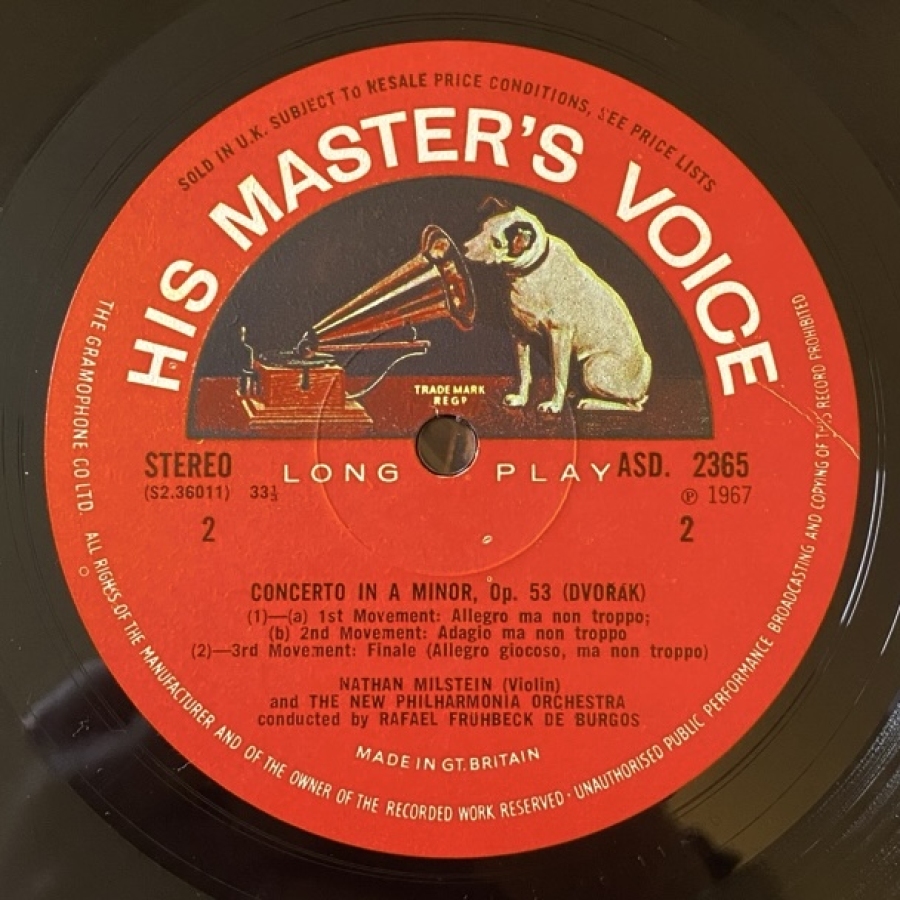 SOLD IN U.K. SUBJECT TO RESALE PRICE CONDITIONS, SEE PRICE LISTS
HIS MASTER'S VOICE
TRADE MARK
REGD
STEREO LONG PLAY ASD. 2365
(S2.36011) 33⅓ ℗ 1967
2 2
CONCERTO IN A MINOR, Op. 53 (DVOŘÁK)
(1)—(a) 1st Movement: Allegro ma non troppo;
(b) 2nd Movement: Adagio ma non troppo
(2)—3rd Movement: Finale (Allegro giocoso, ma non troppo)
NATHAN MILSTEIN (Violin)
and THE NEW PHILHARMONIA ORCHESTRA
conducted by RAFAEL FRÜHBECK DE BURGOS
MADE IN GT. BRITAIN
THE GRAMOPHONE CO LTD. ALL RIGHTS OF THE MANUFACTURER AND OF THE OWNER OF THE RECORDED WORK RESERVED · UNAUTHORISED PUBLIC PERFORMANCE BROADCASTING AND COPYING OF THIS RECORD PROHIBITED